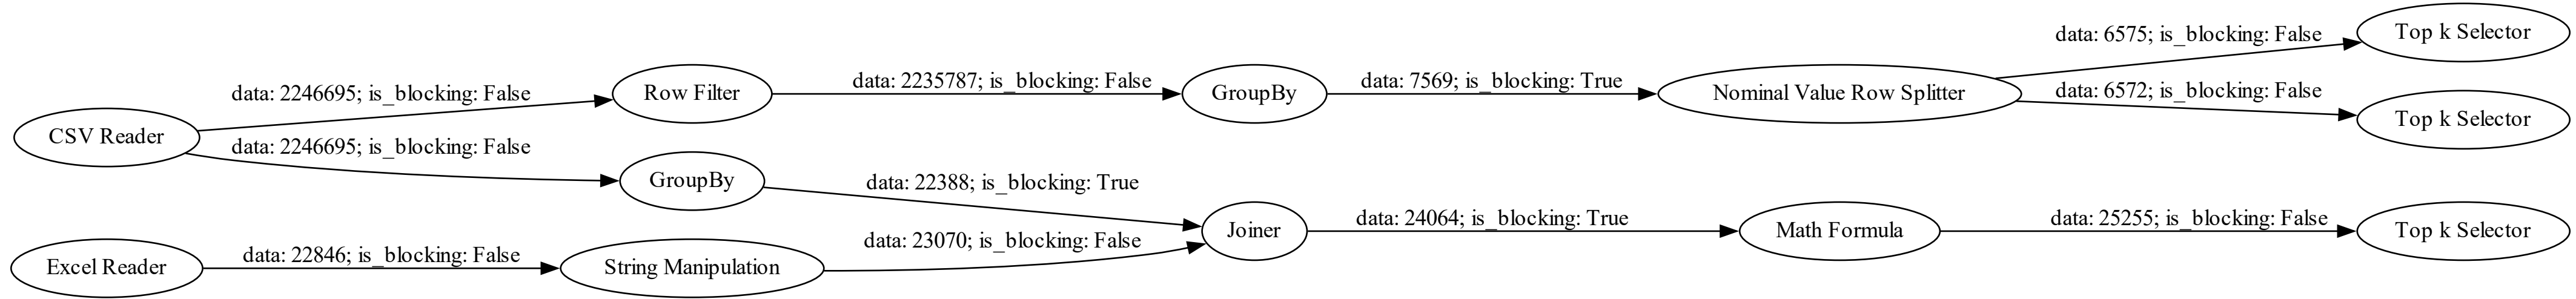 data: 6575; is_blocking: False
Top k Selector
data: 2246695; is_blocking: False
Row Filter
data: 2235787; is_blocking: False
GroupBy
data: 7569; is_blocking: True
Nominal Value Row Splitter
data: 6572; is_blocking: False
Top k Selector
CSV Reader
data: 2246695; is_blocking: False
GroupBy
data: 22388; is_blocking: True
Joiner
data: 24064; is_blocking: True
Math Formula
data: 25255; is_blocking: False
Top k Selector
Excel Reader
data: 22846; is_blocking: False
String Manipulation
data: 23070; is_blocking: False